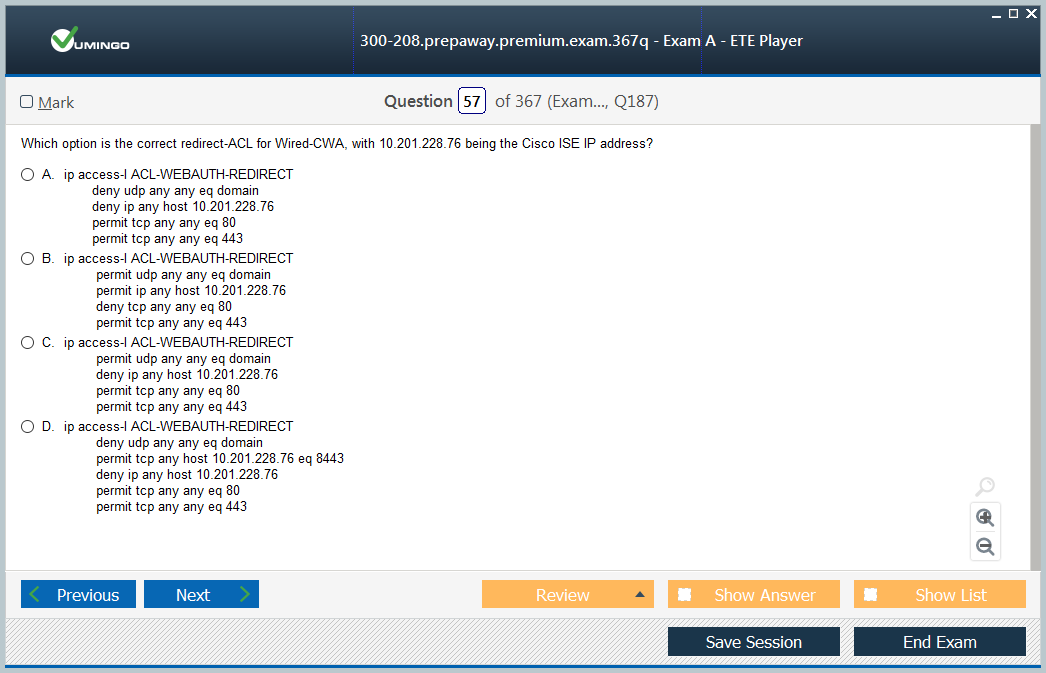 VUMINGO
300-208.prepaway.premium.exam.367q - Exam A - ETE Player
Mark
Question 57 of 367 (Exam..., Q187)
Which option is the correct redirect-ACL for Wired-CWA, with 10.201.228.76 being the Cisco ISE IP address?
A. ip access-l ACL-WEBAUTH-REDIRECT
deny udp any any eq domain
deny ip any host 10.201.228.76
permit tcp any any eq 80
permit tcp any any eq 443
B. ip access-l ACL-WEBAUTH-REDIRECT
permit udp any any eq domain
permit ip any host 10.201.228.76
deny tcp any any eq 80
permit tcp any any eq 443
C. ip access-l ACL-WEBAUTH-REDIRECT
permit udp any any eq domain
deny ip any host 10.201.228.76
permit tcp any any eq 80
permit tcp any any eq 443
D. ip access-l ACL-WEBAUTH-REDIRECT
deny udp any any eq domain
permit tcp any host 10.201.228.76 eq 8443
deny ip any host 10.201.228.76
permit tcp any any eq 80
permit tcp any any eq 443
Previous Next Review Show Answer Show List
Save Session End Exam